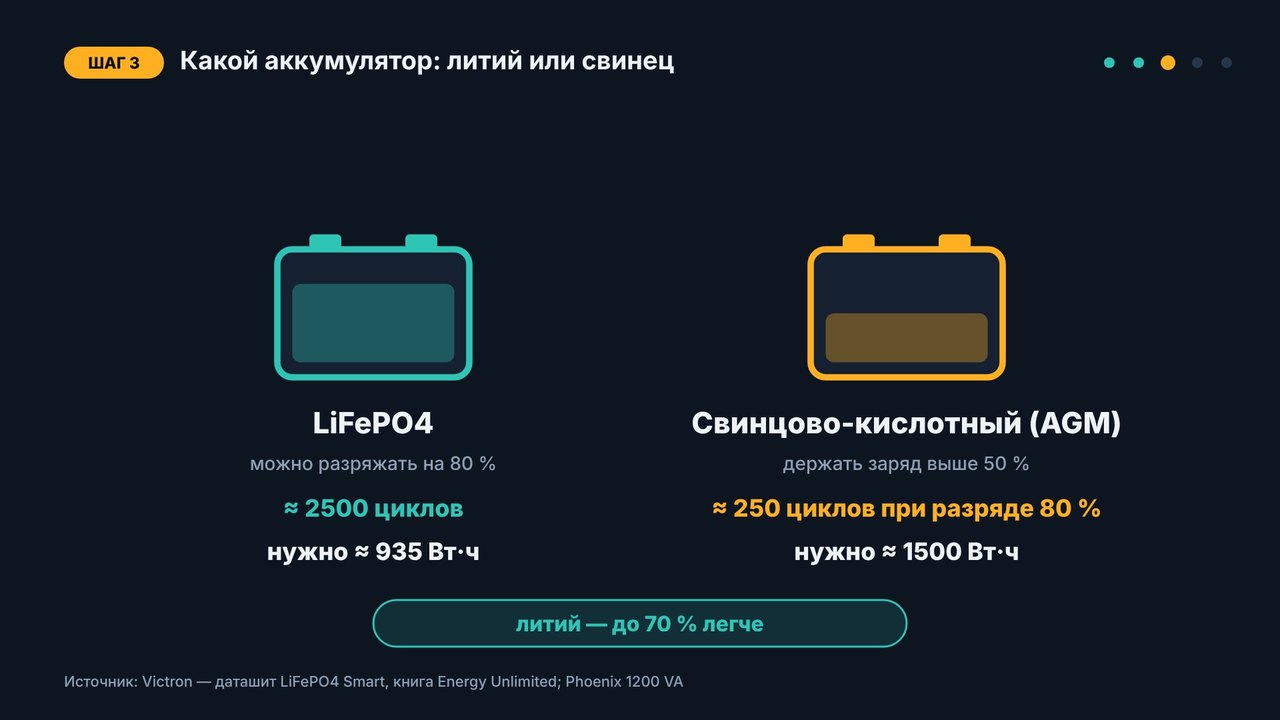 ШАГ 3
Какой аккумулятор: литий или свинец
LiFePO4
можно разряжать на 80 %
≈ 2500 циклов
нужно ≈ 935 Вт·ч
Свинцово-кислотный (AGM)
держать заряд выше 50 %
≈ 250 циклов при разряде 80 %
нужно ≈ 1500 Вт·ч
литий — до 70 % легче
Источник: Victron — даташит LiFePO4 Smart, книга Energy Unlimited; Phoenix 1200 VA